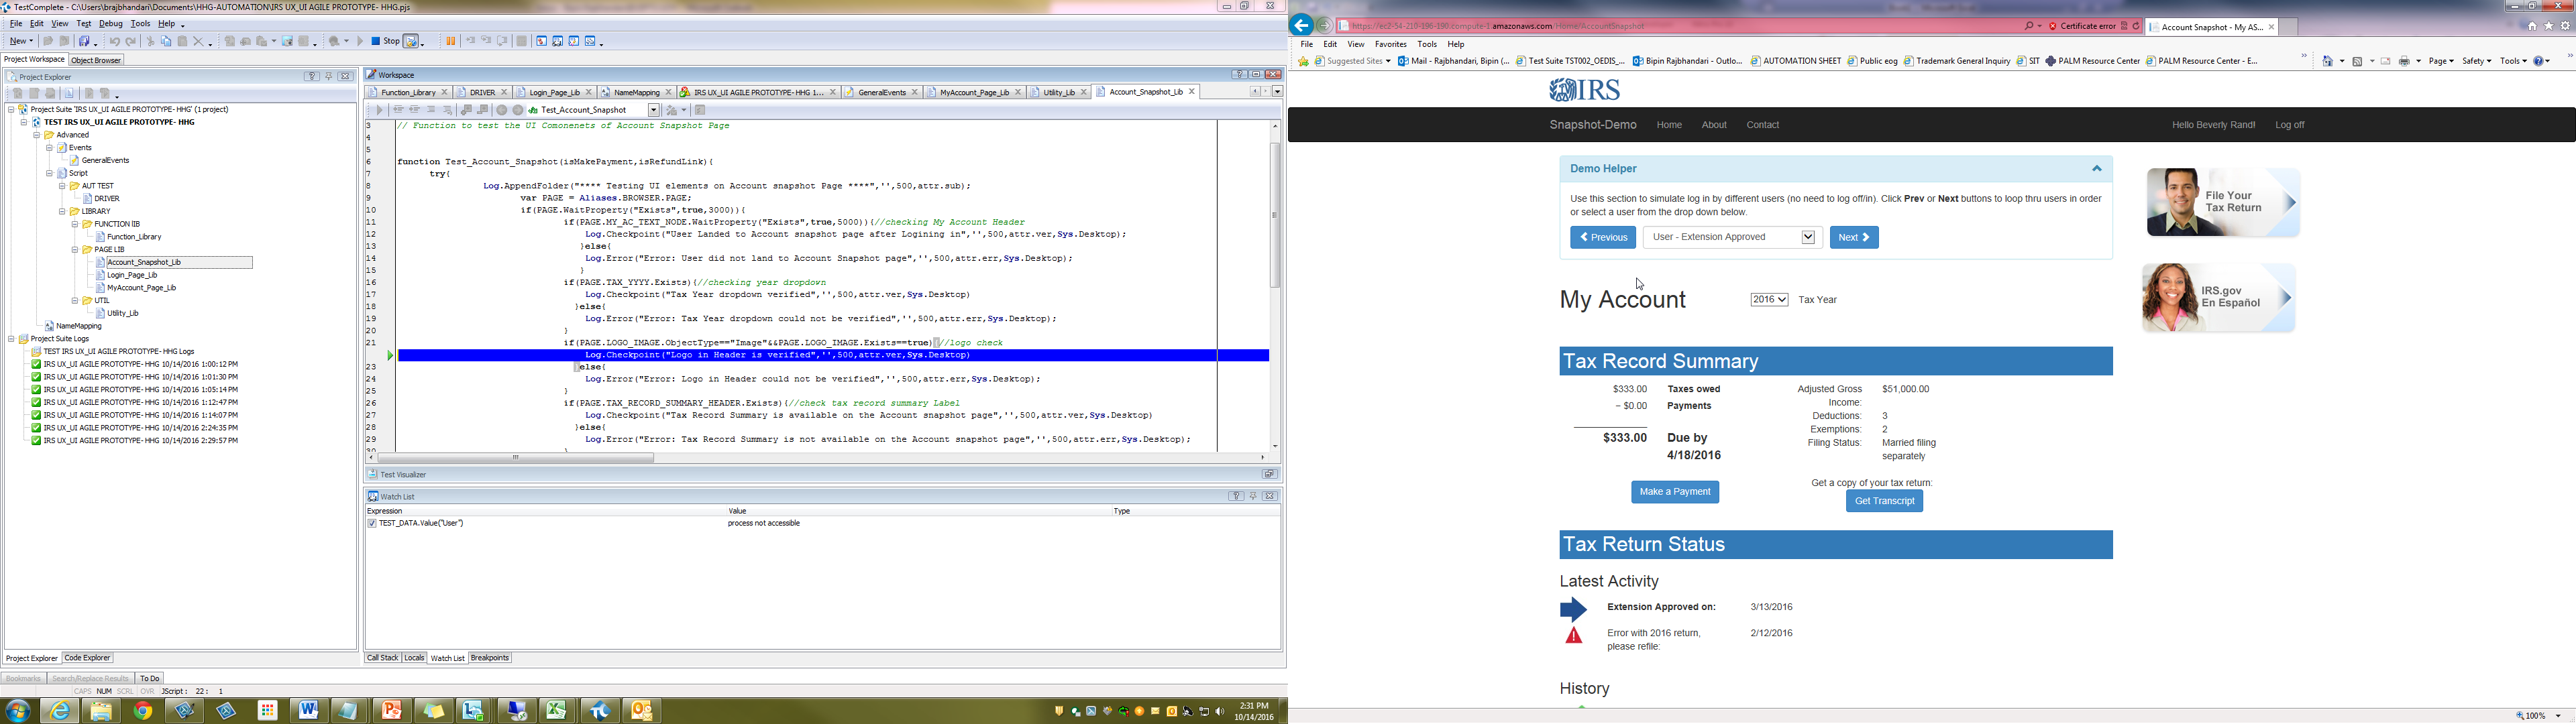 TestComplete - C:\Users\brajbhandari\Documents\HHG-AUTOMATION\IRS UX_UI AGILE PROTOTYPE- HHG.pjs
File Edit View Test Debug Tools Help
New Stop
Project Workspace Object Browser
Project Explorer
Project Suite 'IRS UX_UI AGILE PROTOTYPE- HHG' (1 project)
TEST IRS UX_UI AGILE PROTOTYPE- HHG
Advanced
Events
GeneralEvents
Script
AUT TEST
DRIVER
LIBRARY
FUNCTION lIB
Function_Library
PAGE LIB
Account_Snapshot_Lib
Login_Page_Lib
MyAccount_Page_Lib
UTIL
Utility_Lib
NameMapping
Project Suite Logs
TEST IRS UX_UI AGILE PROTOTYPE- HHG Logs
IRS UX_UI AGILE PROTOTYPE- HHG 10/14/2016 1:00:12 PM
IRS UX_UI AGILE PROTOTYPE- HHG 10/14/2016 1:01:30 PM
IRS UX_UI AGILE PROTOTYPE- HHG 10/14/2016 1:05:14 PM
IRS UX_UI AGILE PROTOTYPE- HHG 10/14/2016 1:12:47 PM
IRS UX_UI AGILE PROTOTYPE- HHG 10/14/2016 1:14:07 PM
IRS UX_UI AGILE PROTOTYPE- HHG 10/14/2016 2:24:35 PM
IRS UX_UI AGILE PROTOTYPE- HHG 10/14/2016 2:29:57 PM
Project Explorer Code Explorer
Bookmarks Search/Replace Results To Do
CAPS NUM SCRL OVR JScript: 22: 1
Workspace
Function_Library DRIVER Login_Page_Lib NameMapping IRS UX_UI AGILE PROTOTYPE- HHG 1... GeneralEvents MyAccount_Page_Lib Utility_Lib Account_Snapshot_Lib
Test_Account_Snapshot
3 // Function to test the UI Comonenets of Account Snapshot Page
4
5
6 function Test_Account_Snapshot(isMakePayment,isRefundLink){
7 try{
8 Log.AppendFolder("**** Testing UI elements on Account snapshot Page ****",'',500,attr.sub);
9 var PAGE = Aliases.BROWSER.PAGE;
10 if(PAGE.WaitProperty("Exists",true,3000)){
11 if(PAGE.MY_AC_TEXT_NODE.WaitProperty("Exists",true,5000)){//checking My Account Header
12 Log.Checkpoint("User Landed to Account snapshot page after Logining in",'',500,attr.ver,Sys.Desktop);
13 }else{
14 Log.Error("Error: User did not land to Account Snapshot page",'',500,attr.err,Sys.Desktop);
15 }
16 if(PAGE.TAX_YYYY.Exists){//checking year dropdown
17 Log.Checkpoint("Tax Year dropdown verified",'',500,attr.ver,Sys.Desktop)
18 }else{
19 Log.Error("Error: Tax Year dropdown could not be verified",'',500,attr.err,Sys.Desktop);
20 }
21 if(PAGE.LOGO_IMAGE.ObjectType=="Image"&&PAGE.LOGO_IMAGE.Exists==true){//logo check
Log.Checkpoint("Logo in Header is verified",'',500,attr.ver,Sys.Desktop)
23 }else{
24 Log.Error("Error: Logo in Header could not be verified",'',500,attr.err,Sys.Desktop);
25 }
26 if(PAGE.TAX_RECORD_SUMMARY_HEADER.Exists){//check tax record summary Label
27 Log.Checkpoint("Tax Record Summary is available on the Account snapshot page",'',500,attr.ver,Sys.Desktop)
28 }else{
29 Log.Error("Error: Tax Record Summary is not available on the Account snapshot page",'',500,attr.err,Sys.Desktop);
30 }
Test Visualizer
Watch List
Expression Value Type
TEST_DATA.Value("User") process not accessible
Call Stack Locals Watch List Breakpoints
2:31 PM
10/14/2016
https://ec2-54-210-196-190.compute-1.amazonaws.com/Home/AccountSnapshot
Certificate error
Account Snapshot - My AS...
File Edit View Favorites Tools Help
Suggested Sites Mail - Rajbhandari, Bipin (... Test Suite TST002_OEDIS_... Bipin Rajbhandari - Outlo... AUTOMATION SHEET Public eog Trademark General Inquiry SIT PALM Resource Center PALM Resource Center - E...
Page Safety Tools
IRS
Snapshot-Demo Home About Contact Hello Beverly Rand! Log off
Demo Helper
Use this section to simulate log in by different users (no need to log off/in). Click Prev or Next buttons to loop thru users in order
or select a user from the drop down below.
Previous User - Extension Approved Next
File Your
Tax Return
IRS.gov
En Español
My Account 2016 Tax Year
Tax Record Summary
$333.00 Taxes owed
– $0.00 Payments
$333.00 Due by
4/18/2016
Make a Payment
Adjusted Gross
Income: $51,000.00
Deductions: 3
Exemptions: 2
Filing Status: Married filing
separately
Get a copy of your tax return:
Get Transcript
Tax Return Status
Latest Activity
Extension Approved on: 3/13/2016
Error with 2016 return,
please refile: 2/12/2016
History
100%